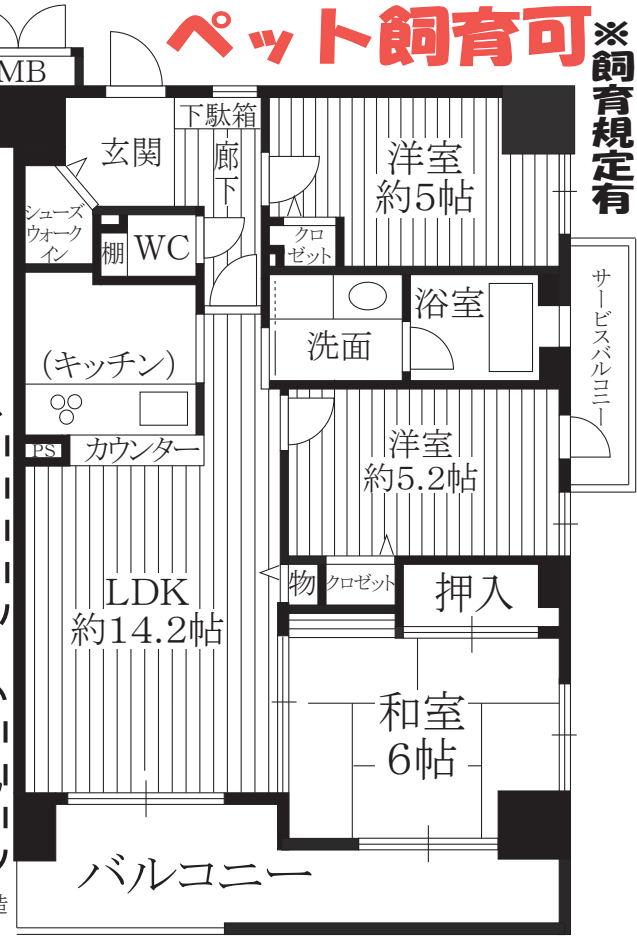 ペット飼育可
※飼育規定有
MB
下駄箱
玄関
廊下
洋室
約5帖
シューズ
ウォーク
イン
棚
WC
クロ
ゼット
サービスバルコニー
浴室
洗面
(キッチン)
PS
カウンター
洋室
約5.2帖
LDK
約14.2帖
物
クロゼット
押入
和室
6帖
バルコニー
造